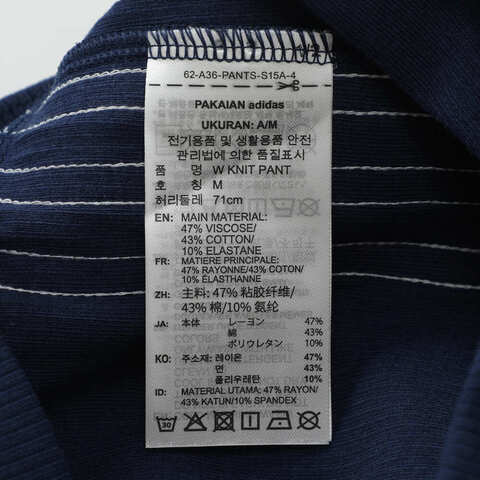 1/2
62-A36-PANTS-S15A-4
PAKAIAN adidas
UKURAN: A/M
전기용품 및 생활용품 안전
관리법에 의한 품질표시
품 명 W KNIT PANT
호 칭 M
허리둘레 71cm
EN: MAIN MATERIAL:
47% VISCOSE/
43% COTTON/
10% ELASTANE
FR: MATIERE PRINCIPALE:
47% RAYONNE/43% COTON/
10% ELASTHANNE
ZH: 主料: 47% 粘胶纤维/
43% 棉/10% 氨纶
JA: 本体 レーヨン 47%
綿 43%
ポリウレタン 10%
KO: 주소재: 레이온 47%
면 43%
폴리우레탄 10%
ID: MATERIAL UTAMA: 47% RAYON/
43% KATUN/10% SPANDEX
30